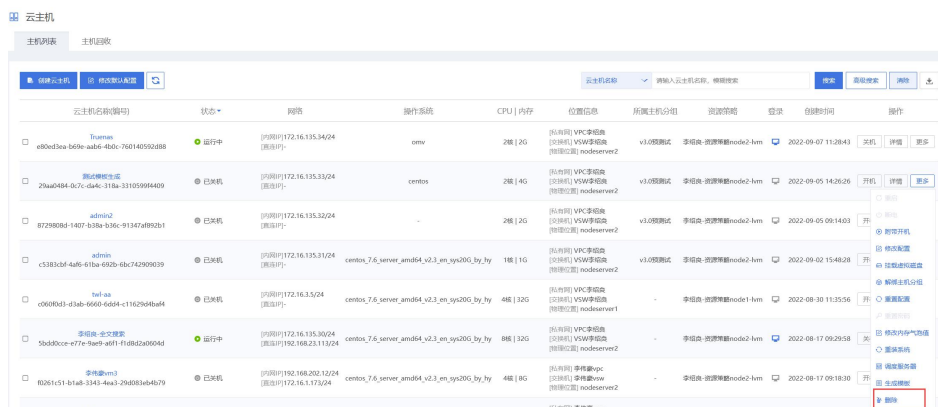 云主机
主机列表 主机回收
创建云主机 修改默认配置 云主机名称 请输入云主机名称，模糊搜索 搜索 高级搜索 清除
云主机名称(编号) 状态 网络 操作系统 CPU | 内存 位置信息 所属主机分组 资源策略 登录 创建时间 操作
Truenas
e80ed3ea-b69e-aab6-4b0c-760140592d88
运行中
[内网IP]172.16.135.34/24
[直连IP]-
omv 2核 | 2G
[私有网] VPC李绍良
[交换机] VSW李绍良
[物理位置] nodeserver2
v3.0预测试 李绍良-资源策略node2-lvm 2022-09-07 11:28:43 关机 详情 更多
测试模板生成
29aa0484-0c7c-da4c-318a-3310599f4409
已关机
[内网IP]172.16.135.33/24
[直连IP]-
centos 2核 | 4G
[私有网] VPC李绍良
[交换机] VSW李绍良
[物理位置] nodeserver2
v3.0预测试 李绍良-资源策略node2-lvm 2022-09-05 14:26:26 开机 详情 更多
admin2
8729808d-1407-b38a-b36c-91347af892b1
已关机
[内网IP]172.16.135.32/24
[直连IP]-
- 2核 | 2G
[私有网] VPC李绍良
[交换机] VSW李绍良
[物理位置] nodeserver2
v3.0预测试 李绍良-资源策略node2-lvm 2022-09-05 09:14:03
admin
c5383cbf-4af6-61ba-692b-6bc742909039
已关机
[内网IP]172.16.135.31/24
[直连IP]-
centos_7.6_server_amd64_v2.3_en_sys20G_by_hy 1核 | 1G
[私有网] VPC李绍良
[交换机] VSW李绍良
[物理位置] nodeserver2
v3.0预测试 李绍良-资源策略node2-lvm 2022-09-02 15:48:28
twl-aa
c060f0d3-d3ab-6660-6dd4-c11629d4baf4
已关机
[内网IP]172.16.3.5/24
[直连IP]-
centos_7.6_server_amd64_v2.3_en_sys20G_by_hy 4核 | 32G
[私有网] VPC李绍良
[交换机] VSW李绍良
[物理位置] nodeserver1
- 李绍良-资源策略node1-lvm 2022-08-30 11:35:56
李绍良-全文搜索
5bdd0cce-e77e-9ae9-a6f1-f1d8d2a0604d
运行中
[内网IP]172.16.135.30/24
[直连IP]192.168.23.113/24
centos_7.6_server_amd64_v2.3_en_sys20G_by_hy 8核 | 32G
[私有网] VPC李绍良
[交换机] VSW李绍良
[物理位置] nodeserver2
- 李绍良-资源策略node2-lvm 2022-08-17 09:29:58
李伟豪vm3
f0261c51-b1a8-3343-4ea3-29d083eb4b79
已关机
[内网IP]192.168.202.12/24
[直连IP]172.16.1.173/24
centos_7.6_server_amd64_v2.3_en_sys20G_by_hy 4核 | 8G
[私有网] 李伟豪vpc
[交换机] 李伟豪vsw
[物理位置] nodeserver2
- 李绍良-资源策略node2-lvm 2022-08-17 09:18:30
附带开机
修改配置
挂载虚拟磁盘
解绑主机分组
重置配置
修改内存气泡值
重装系统
调度服务器
生成模板
删除